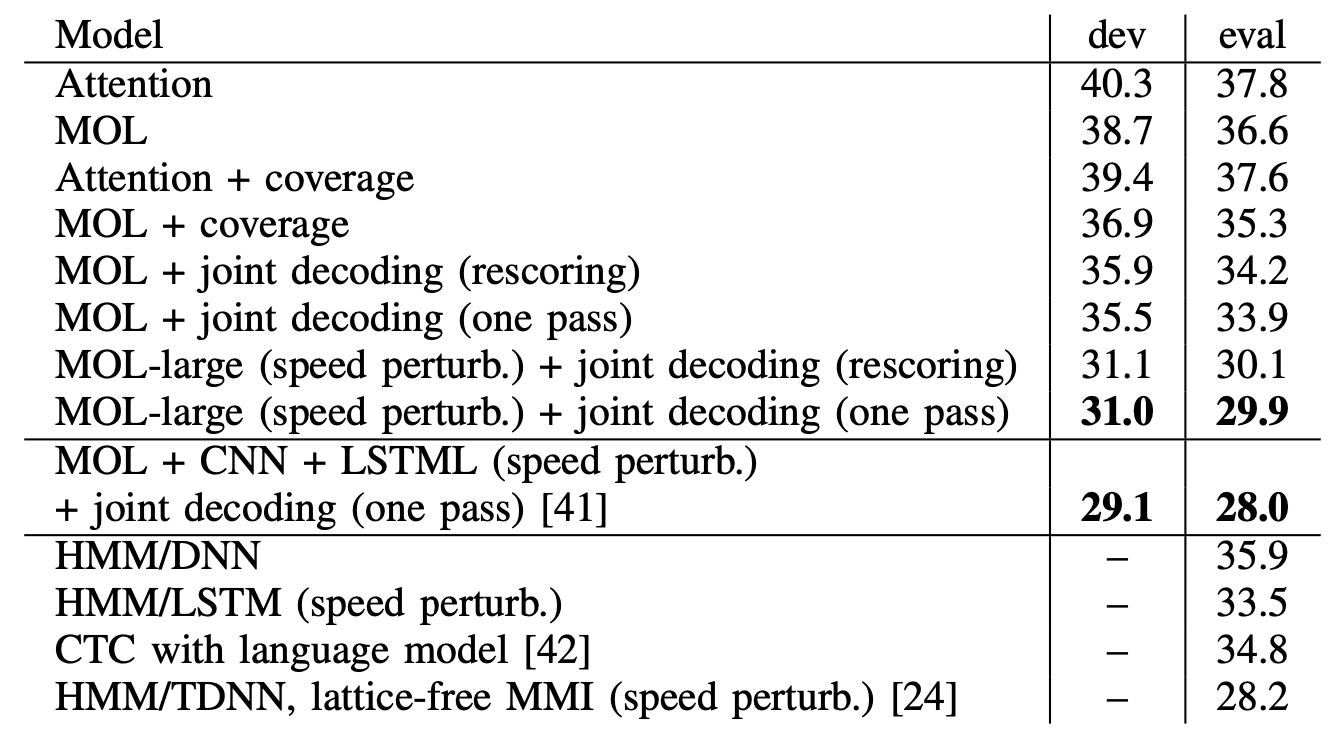 Model dev eval
Attention 40.3 37.8
MOL 38.7 36.6
Attention + coverage 39.4 37.6
MOL + coverage 36.9 35.3
MOL + joint decoding (rescoring) 35.9 34.2
MOL + joint decoding (one pass) 35.5 33.9
MOL-large (speed perturb.) + joint decoding (rescoring) 31.1 30.1
MOL-large (speed perturb.) + joint decoding (one pass) 31.0 29.9
MOL + CNN + LSTML (speed perturb.)
+ joint decoding (one pass) [41] 29.1 28.0
HMM/DNN – 35.9
HMM/LSTM (speed perturb.) – 33.5
CTC with language model [42] – 34.8
HMM/TDNN, lattice-free MMI (speed perturb.) [24] – 28.2